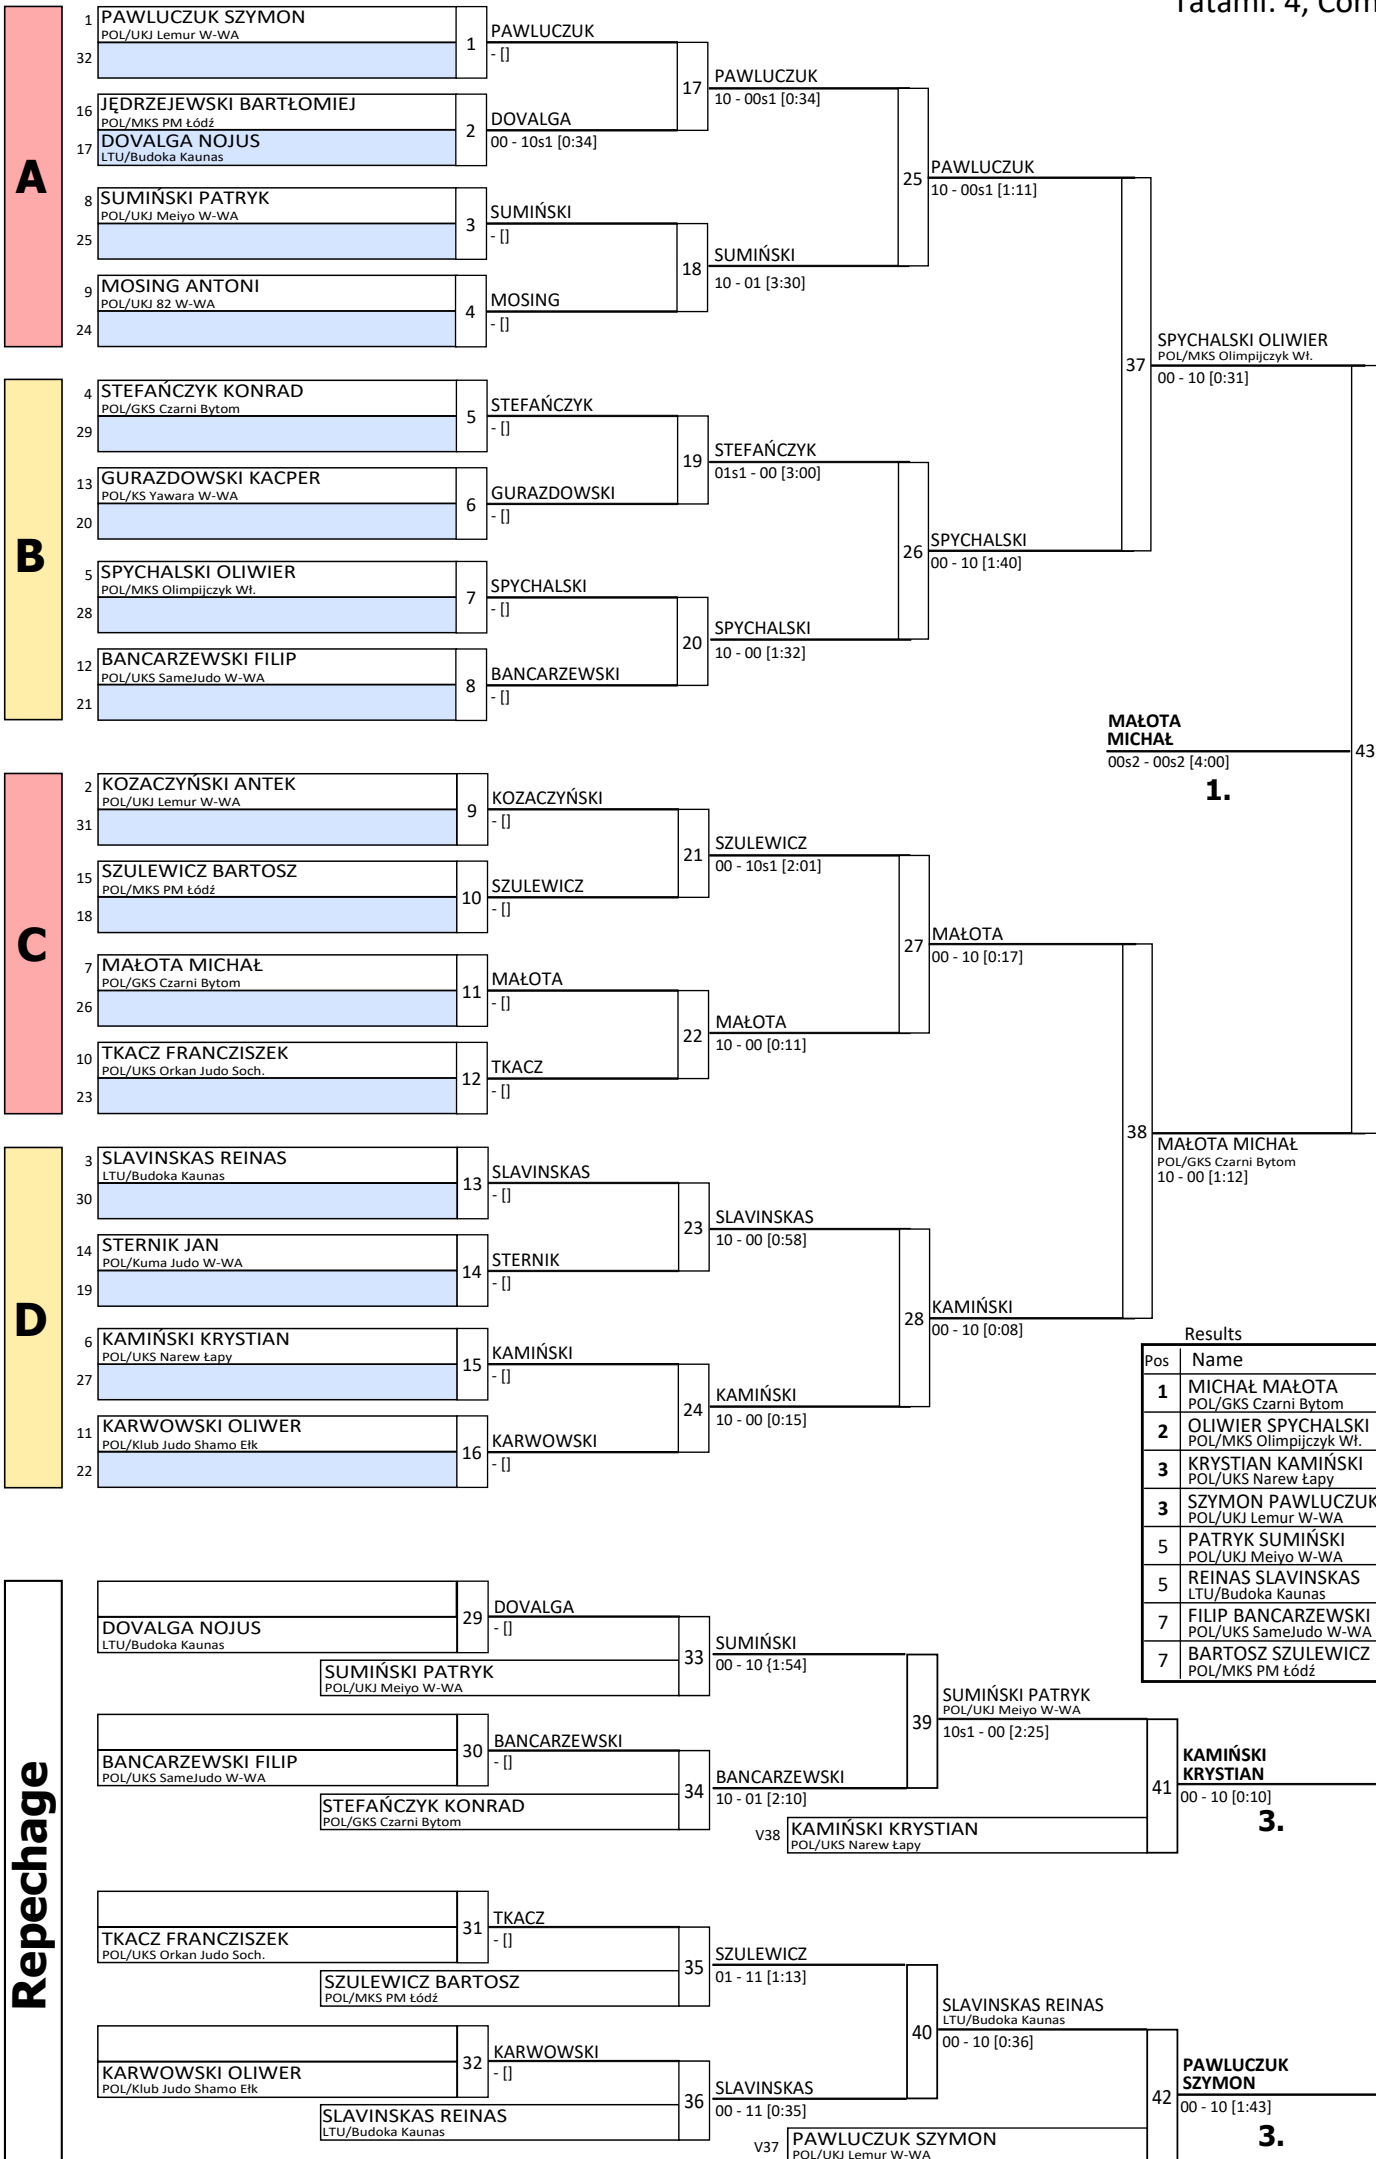 Tatami: 4, Com
A
1 PAWLUCZUK SZYMON
POL/UKJ Lemur W-WA
32
1
PAWLUCZUK
- []
16 JĘDRZEJEWSKI BARTŁOMIEJ
POL/MKS PM Łódź
17 DOVALGA NOJUS
LTU/Budoka Kaunas
2
DOVALGA
00 - 10s1 [0:34]
17
PAWLUCZUK
10 - 00s1 [0:34]
8 SUMIŃSKI PATRYK
POL/UKJ Meiyo W-WA
25
3
SUMIŃSKI
- []
9 MOSING ANTONI
POL/UKJ 82 W-WA
24
4
MOSING
- []
18
SUMIŃSKI
10 - 01 [3:30]
25
PAWLUCZUK
10 - 00s1 [1:11]
B
4 STEFAŃCZYK KONRAD
POL/GKS Czarni Bytom
29
5
STEFAŃCZYK
- []
13 GURAZDOWSKI KACPER
POL/KS Yawara W-WA
20
6
GURAZDOWSKI
- []
19
STEFAŃCZYK
01s1 - 00 [3:00]
5 SPYCHALSKI OLIWIER
POL/MKS Olimpijczyk Wł.
28
7
SPYCHALSKI
- []
12 BANCARZEWSKI FILIP
POL/UKS SameJudo W-WA
21
8
BANCARZEWSKI
- []
20
SPYCHALSKI
10 - 00 [1:32]
26
SPYCHALSKI
00 - 10 [1:40]
37
SPYCHALSKI OLIWIER
POL/MKS Olimpijczyk Wł.
00 - 10 [0:31]
MAŁOTA
MICHAŁ
00s2 - 00s2 [4:00]
1.
43
C
2 KOZACZYŃSKI ANTEK
POL/UKJ Lemur W-WA
31
9
KOZACZYŃSKI
- []
15 SZULEWICZ BARTOSZ
POL/MKS PM Łódź
18
10
SZULEWICZ
- []
21
SZULEWICZ
00 - 10s1 [2:01]
7 MAŁOTA MICHAŁ
POL/GKS Czarni Bytom
26
11
MAŁOTA
- []
10 TKACZ FRANCZISZEK
POL/UKS Orkan Judo Soch.
23
12
TKACZ
- []
22
MAŁOTA
10 - 00 [0:11]
27
MAŁOTA
00 - 10 [0:17]
D
3 SLAVINSKAS REINAS
LTU/Budoka Kaunas
30
13
SLAVINSKAS
- []
14 STERNIK JAN
POL/Kuma Judo W-WA
19
14
STERNIK
- []
23
SLAVINSKAS
10 - 00 [0:58]
6 KAMIŃSKI KRYSTIAN
POL/UKS Narew Łapy
27
15
KAMIŃSKI
- []
11 KARWOWSKI OLIWER
POL/Klub Judo Shamo Ełk
22
16
KARWOWSKI
- []
24
KAMIŃSKI
10 - 00 [0:15]
28
KAMIŃSKI
00 - 10 [0:08]
38
MAŁOTA MICHAŁ
POL/GKS Czarni Bytom
10 - 00 [1:12]
Results
Pos Name
1 MICHAŁ MAŁOTA
POL/GKS Czarni Bytom
2 OLIWIER SPYCHALSKI
POL/MKS Olimpijczyk Wł.
3 KRYSTIAN KAMIŃSKI
POL/UKS Narew Łapy
3 SZYMON PAWLUCZUK
POL/UKJ Lemur W-WA
5 PATRYK SUMIŃSKI
POL/UKJ Meiyo W-WA
5 REINAS SLAVINSKAS
LTU/Budoka Kaunas
7 FILIP BANCARZEWSKI
POL/UKS SameJudo W-WA
7 BARTOSZ SZULEWICZ
POL/MKS PM Łódź
Repechage
DOVALGA NOJUS
LTU/Budoka Kaunas
29
DOVALGA
- []
SUMIŃSKI PATRYK
POL/UKJ Meiyo W-WA
33
SUMIŃSKI
00 - 10 {1:54]
BANCARZEWSKI FILIP
POL/UKS SameJudo W-WA
30
BANCARZEWSKI
- []
STEFAŃCZYK KONRAD
POL/GKS Czarni Bytom
34
BANCARZEWSKI
10 - 01 [2:10]
39
SUMIŃSKI PATRYK
POL/UKJ Meiyo W-WA
10s1 - 00 [2:25]
V38 KAMIŃSKI KRYSTIAN
POL/UKS Narew Łapy
41
KAMIŃSKI
KRYSTIAN
00 - 10 [0:10]
3.
TKACZ FRANCZISZEK
POL/UKS Orkan Judo Soch.
31
TKACZ
- []
SZULEWICZ BARTOSZ
POL/MKS PM Łódź
35
SZULEWICZ
01 - 11 [1:13]
KARWOWSKI OLIWER
POL/Klub Judo Shamo Ełk
32
KARWOWSKI
- []
SLAVINSKAS REINAS
LTU/Budoka Kaunas
36
SLAVINSKAS
00 - 11 [0:35]
40
SLAVINSKAS REINAS
LTU/Budoka Kaunas
00 - 10 [0:36]
V37 PAWLUCZUK SZYMON
POL/UKJ Lemur W-WA
42
PAWLUCZUK
SZYMON
00 - 10 [1:43]
3.